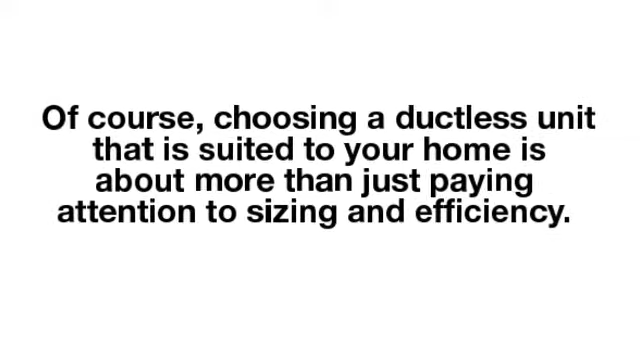 Of course, choosing a ductless unit
that is suited to your home is
about more than just paying
attention to sizing and efficiency.